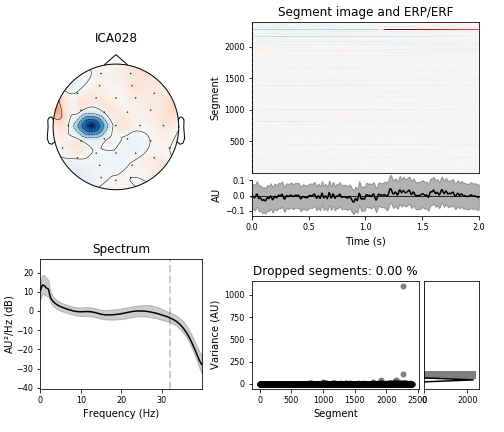 ICA028
Segment image and ERP/ERF
Segment
2000
1500
1000
500
AU
0.1
0.0
−0.1
0.0 0.5 1.0 1.5 2.0
Time (s)
Spectrum
AU²/Hz (dB)
20
10
0
−10
−20
−30
−40
0 10 20 30
Frequency (Hz)
Dropped segments: 0.00 %
Variance (AU)
1000
750
500
250
0
0 500 1000 1500 2000 2500
Segment
0 2000